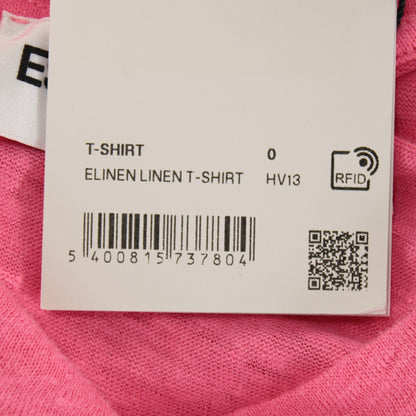 T-SHIRT 0
ELINEN LINEN T-SHIRT HV13
RFID
5 400815 737804